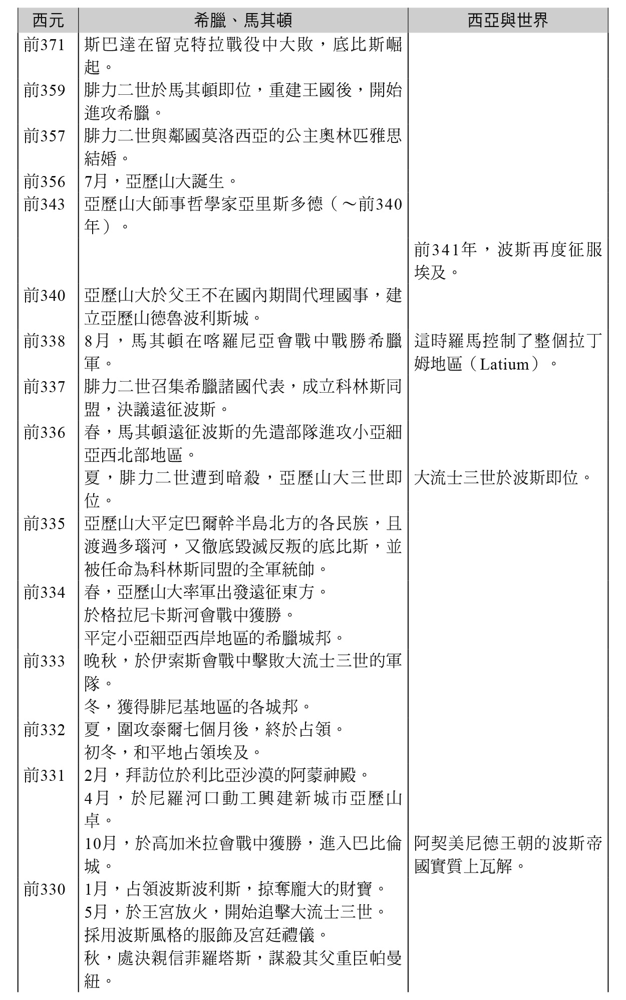 西元 希臘、馬其頓 西亞與世界
前371 斯巴達在留克特拉戰役中大敗，底比斯崛
起。
前359 腓力二世於馬其頓即位，重建王國後，開始
進攻希臘。
前357 腓力二世與鄰國莫洛西亞的公主奧林匹雅思
結婚。
前356 7月，亞歷山大誕生。
前343 亞歷山大師事哲學家亞里斯多德（～前340
年）。
前341年，波斯再度征服
埃及。
前340 亞歷山大於父王不在國內期間代理國事，建
立亞歷山德魯波利斯城。
前338 8月，馬其頓在喀羅尼亞會戰中戰勝希臘 這時羅馬控制了整個拉丁
軍。 姆地區（Latium）。
前337 腓力二世召集希臘諸國代表，成立科林斯同
盟，決議遠征波斯。
前336 春，馬其頓遠征波斯的先遣部隊進攻小亞細
亞西北部地區。
夏，腓力二世遭到暗殺，亞歷山大三世即 大流士三世於波斯即位。
位。
前335 亞歷山大平定巴爾幹半島北方的各民族，且
渡過多瑙河，又徹底毀滅反叛的底比斯，並
被任命為科林斯同盟的全軍統帥。
前334 春，亞歷山大率軍出發遠征東方。
於格拉尼卡斯河會戰中獲勝。
平定小亞細亞西岸地區的希臘城邦。
前333 晚秋，於伊索斯會戰中擊敗大流士三世的軍
隊。
冬，獲得腓尼基地區的各城邦。
前332 夏，圍攻泰爾七個月後，終於占領。
初冬，和平地占領埃及。
前331 2月，拜訪位於利比亞沙漠的阿蒙神殿。
4月，於尼羅河口動工興建新城市亞歷山
卓。
10月，於高加米拉會戰中獲勝，進入巴比倫 阿契美尼德王朝的波斯帝
城。 國實質上瓦解。
前330 1月，占領波斯波利斯，掠奪龐大的財寶。
5月，於王宮放火，開始追擊大流士三世。
採用波斯風格的服飾及宮廷禮儀。
秋，處決親信菲羅塔斯，謀殺其父重臣帕曼
紐。